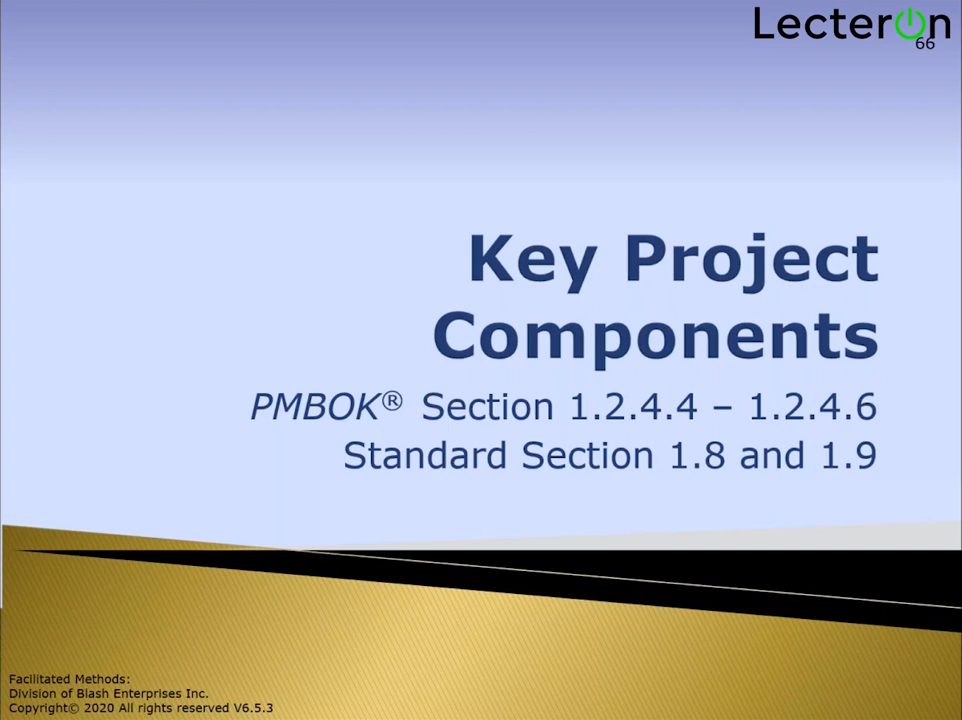 Lecteron
66
Key Project
Components
PMBOK® Section 1.2.4.4 – 1.2.4.6
Standard Section 1.8 and 1.9
Facilitated Methods:
Division of Blash Enterprises Inc.
Copyright© 2020 All rights reserved V6.5.3